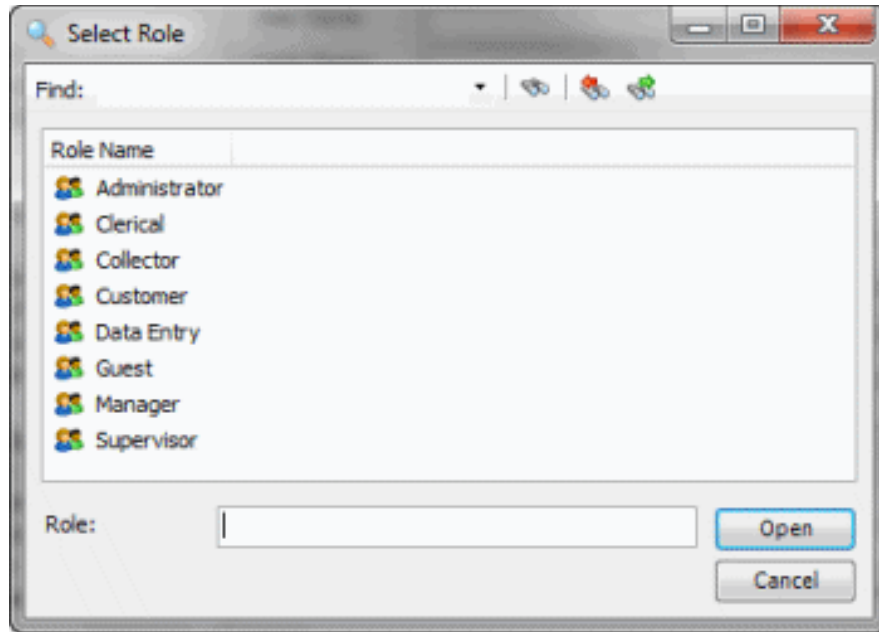 Select Role
Find:
Role Name
Administrator
Clerical
Collector
Customer
Data Entry
Guest
Manager
Supervisor
Role:
Open
Cancel